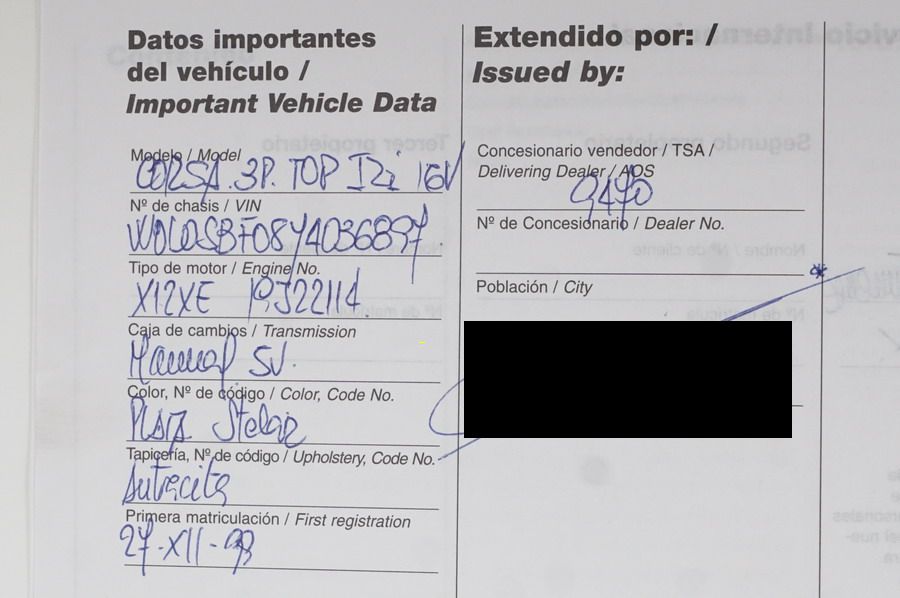 Datos importantes
del vehículo /
Important Vehicle Data
Modelo / Model
CORSA .3P. TOP 12i 16V
Nº de chasis / VIN
W0L0SBF08Y4036897
Tipo de motor / Engine No.
X12XE 19J22114
Caja de cambios / Transmission
Manual 5V.
Color, Nº de código / Color, Code No.
Plata Stelar
Tapicería, Nº de código / Upholstery, Code No.
Antracita
Primera matriculación / First registration
27-XII-99
Extendido por: /
Issued by:
Concesionario vendedor / TSA /
Delivering Dealer / AOS
9470
Nº de Concesionario / Dealer No.
Población / City